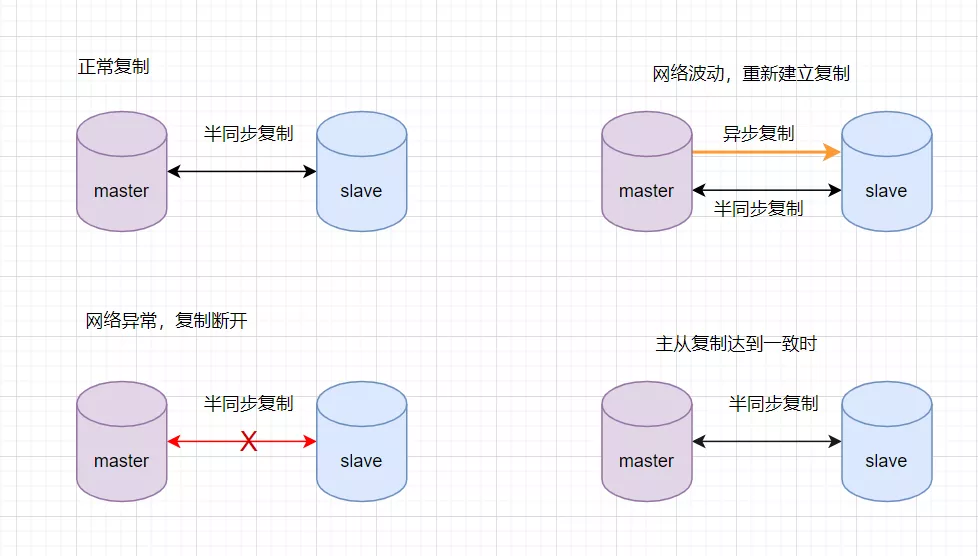 正常复制
半同步复制
master
slave
网络波动，重新建立复制
异步复制
master
slave
半同步复制
网络异常，复制断开
半同步复制
X
master
slave
主从复制达到一致时
半同步复制
master
slave